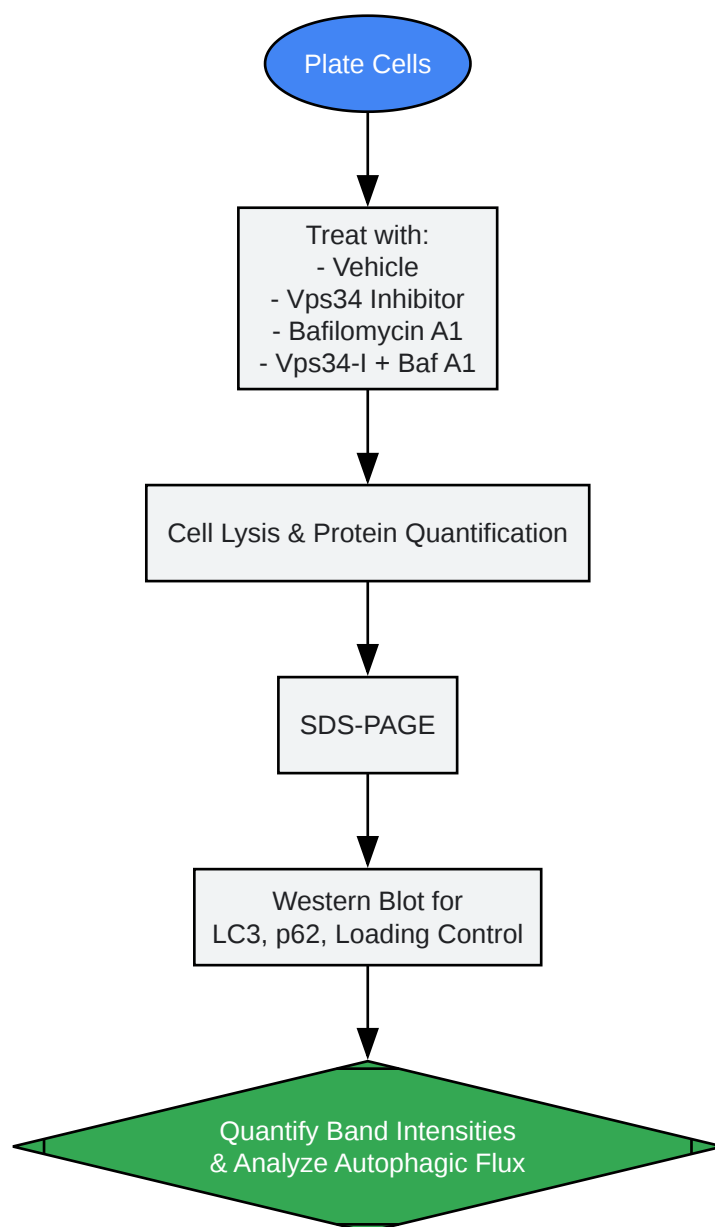 Plate Cells
Treat with:
- Vehicle
- Vps34 Inhibitor
- Bafilomycin A1
- Vps34-I + Baf A1
Cell Lysis & Protein Quantification
SDS-PAGE
Western Blot for
LC3, p62, Loading Control
Quantify Band Intensities
& Analyze Autophagic Flux